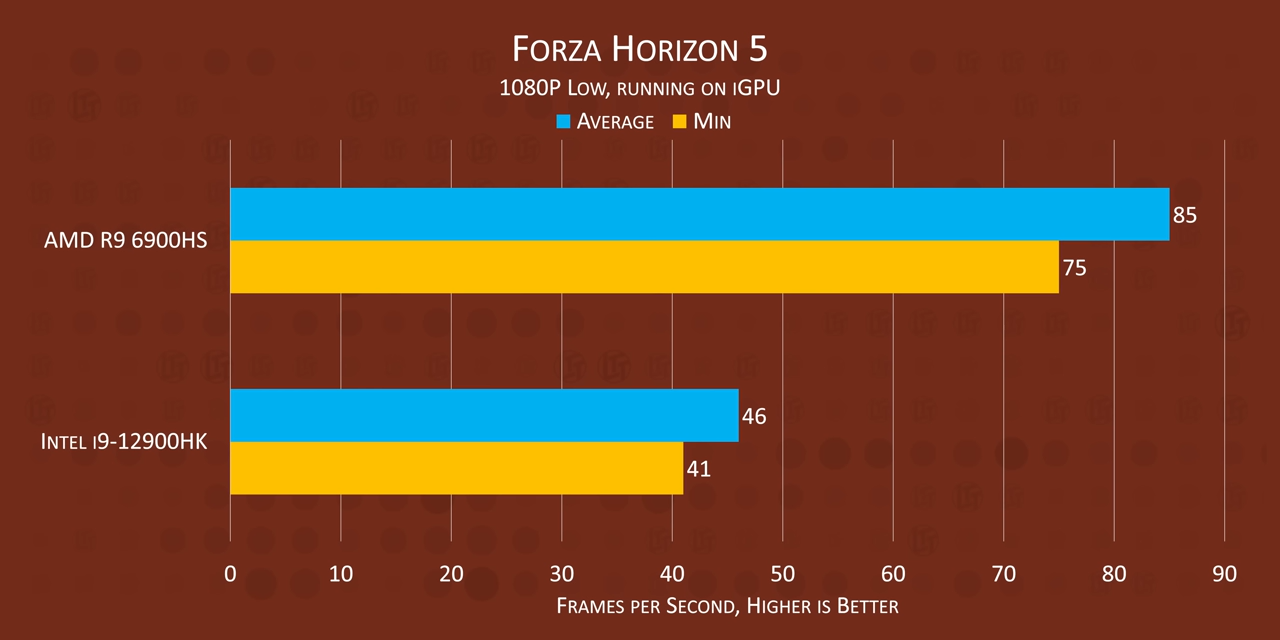 Forza Horizon 5
1080P Low, running on iGPU
Average Min
AMD R9 6900HS
85
75
Intel i9-12900HK
46
41
0 10 20 30 40 50 60 70 80 90
Frames per Second, Higher is Better